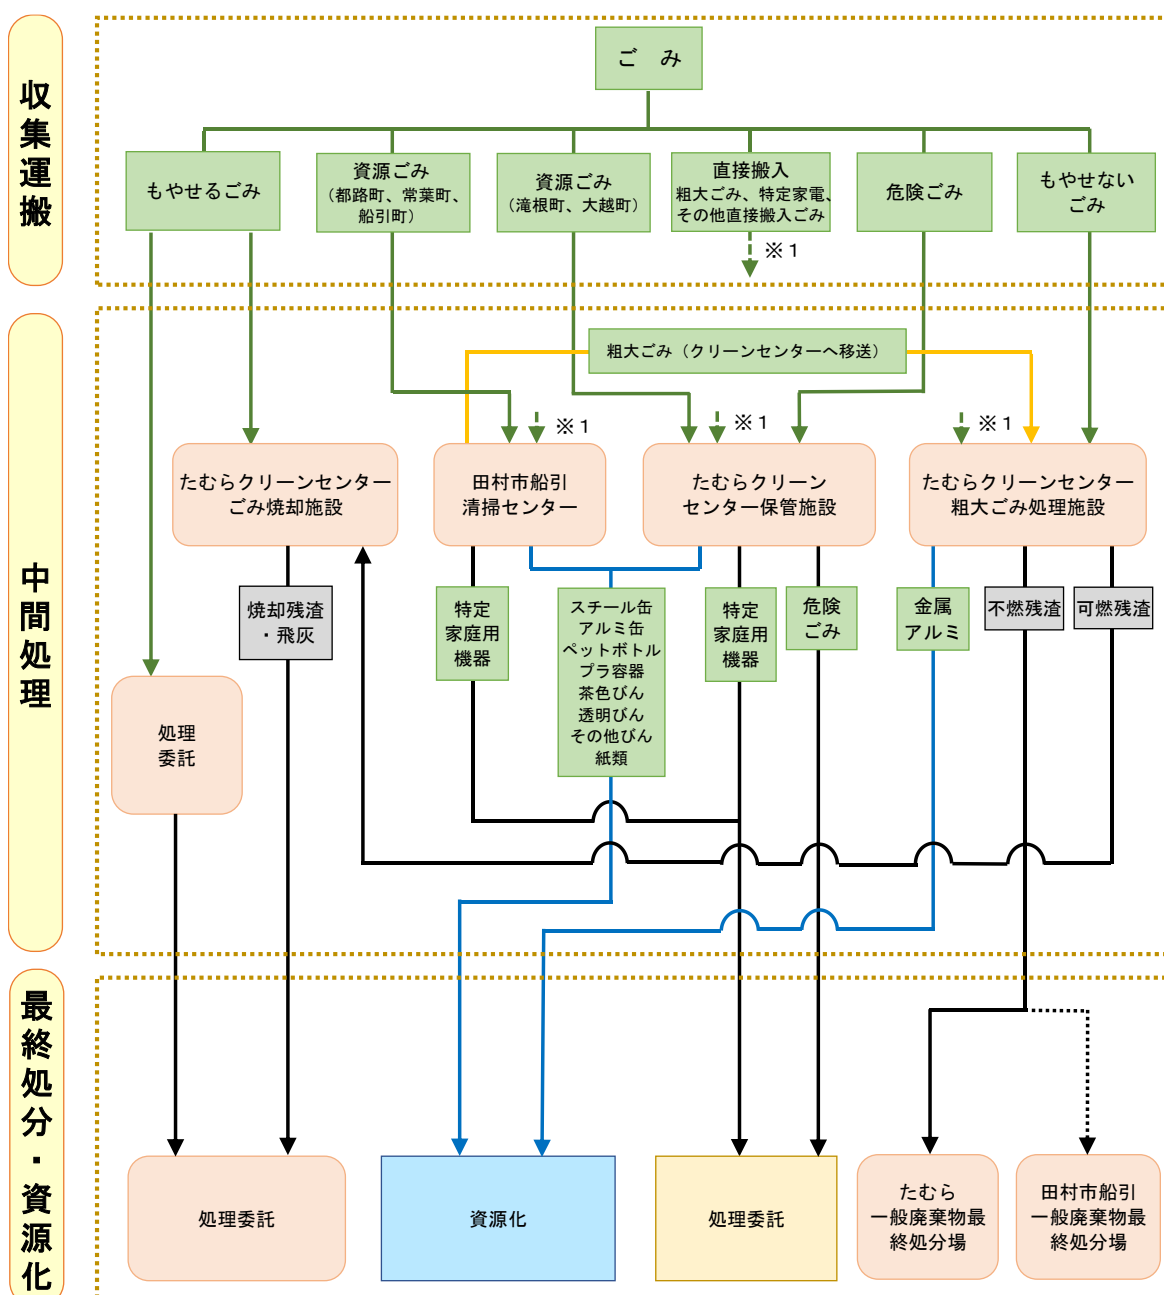 収集運搬
ごみ
もやせるごみ
資源ごみ
（都路町、常葉町、
船引町）
資源ごみ
（滝根町、大越町）
直接搬入
粗大ごみ、特定家電、
その他直接搬入ごみ
危険ごみ
もやせない
ごみ
※１
中間処理
粗大ごみ（クリーンセンターへ移送）
※１
※１
※１
たむらクリーンセンター
ごみ焼却施設
田村市船引
清掃センター
たむらクリーン
センター保管施設
たむらクリーンセンター
粗大ごみ処理施設
焼却残渣
・飛灰
特定
家庭用
機器
スチール缶
アルミ缶
ペットボトル
プラ容器
茶色びん
透明びん
その他びん
紙類
特定
家庭用
機器
危険
ごみ
金属
アルミ
不燃残渣
可燃残渣
処理
委託
最終処分・資源化
処理委託
資源化
処理委託
たむら
一般廃棄物最
終処分場
田村市船引
一般廃棄物最
終処分場